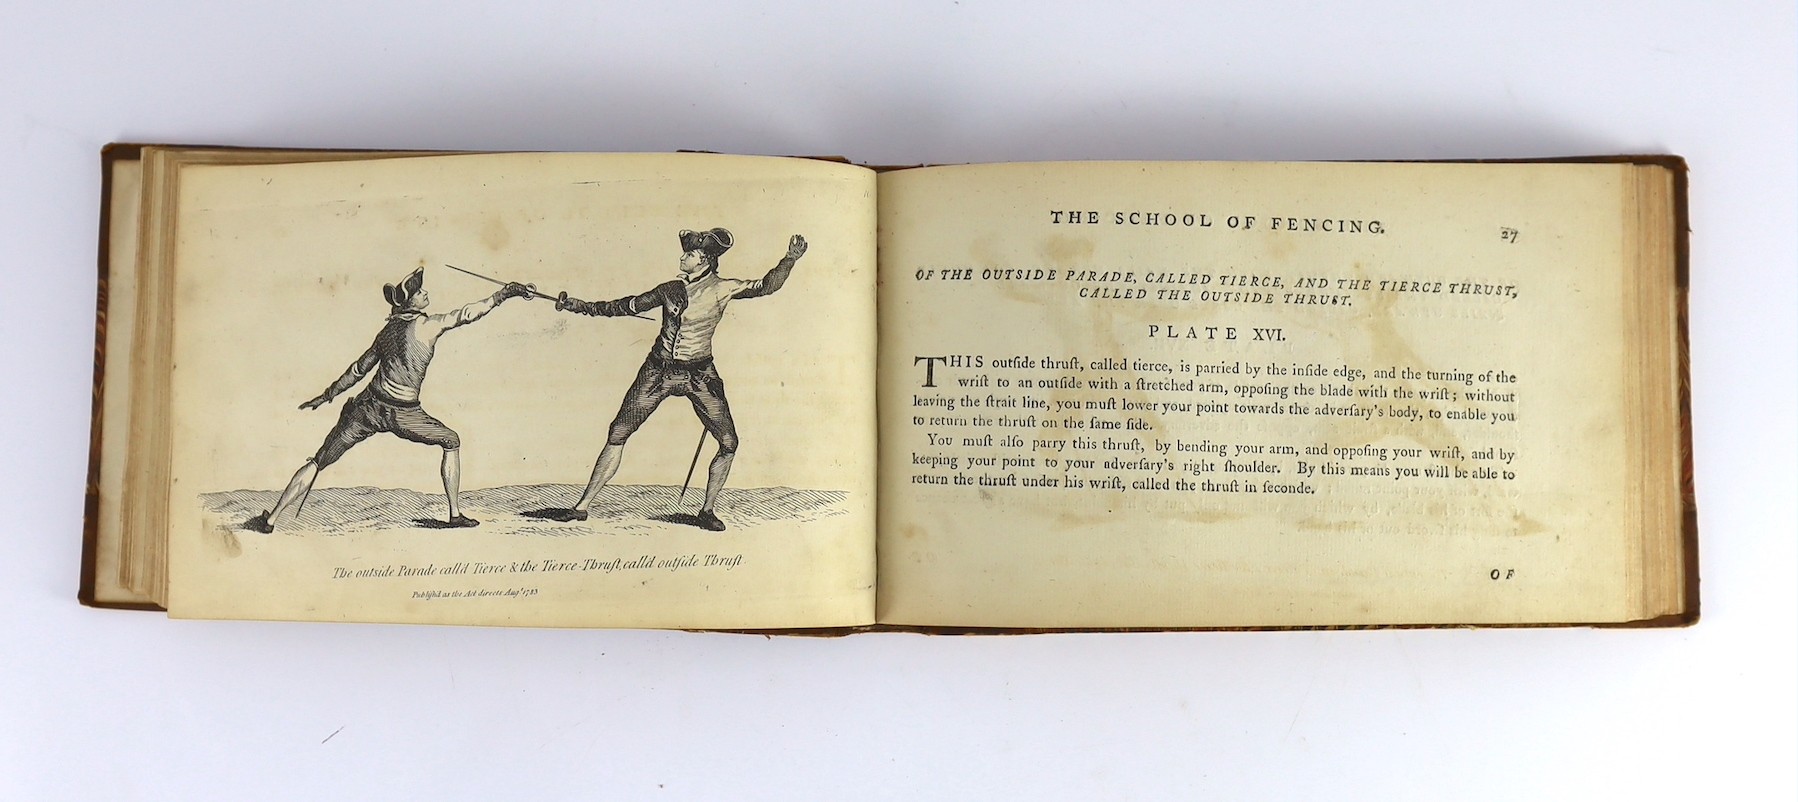 The outſide Parade call'd Tierce & the Tierce-Thruſt, call'd outſide Thruſt.
Publiſh'd as the Act directs Augt. 1783
THE SCHOOL OF FENCING.
27
OF THE OUTSIDE PARADE, CALLED TIERCE, AND THE TIERCE THRUST,
CALLED THE OUTSIDE THRUST.
PLATE XVI.
THIS outſide thruſt, called tierce, is parried by the inſide edge, and the turning of the
wriſt to an outſide with a ſtretched arm, oppoſing the blade with the wriſt; without
leaving the ſtrait line, you muſt lower your point towards the adverſary's body, to enable you
to return the thruſt on the ſame ſide.
You muſt alſo parry this thruſt, by bending your arm, and oppoſing your wriſt, and by
keeping your point to your adverſary's right ſhoulder. By this means you will be able to
return the thruſt under his wriſt, called the thruſt in ſeconde.
OF